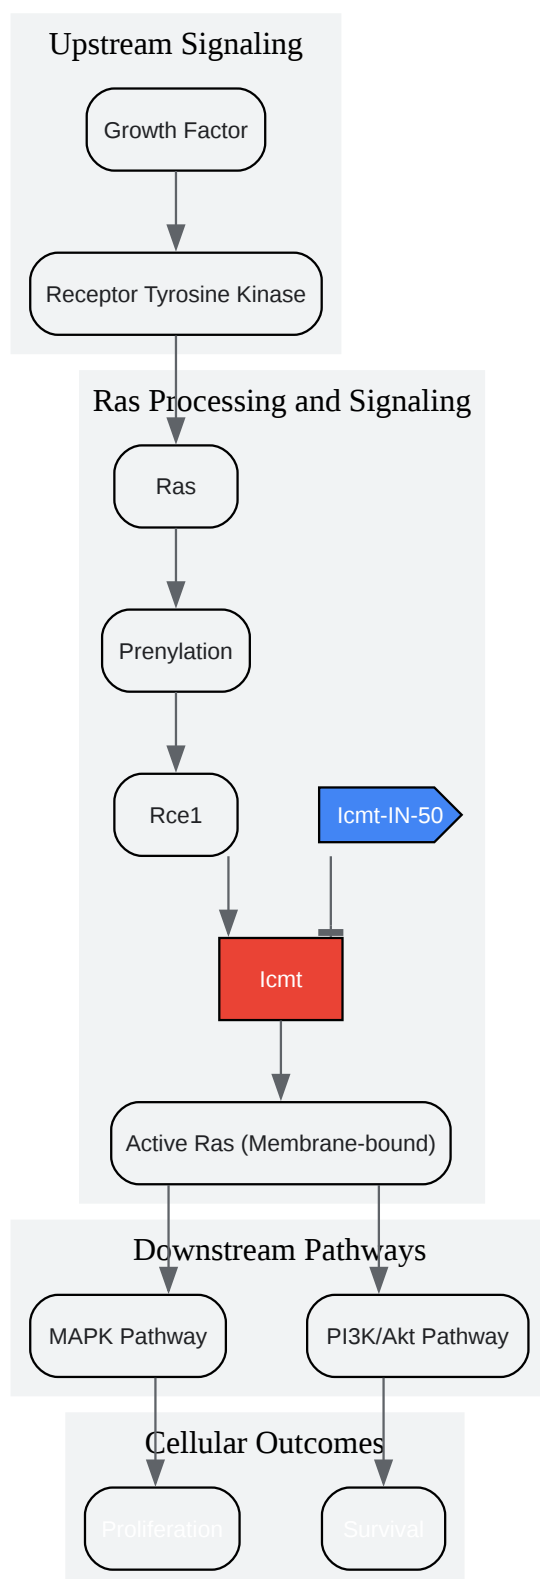 Upstream Signaling
Growth Factor
Receptor Tyrosine Kinase
Ras Processing and Signaling
Ras
Prenylation
Rce1
Icmt-IN-50
Icmt
Active Ras (Membrane-bound)
Downstream Pathways
MAPK Pathway
PI3K/Akt Pathway
Cellular Outcomes
Proliferation
Survival